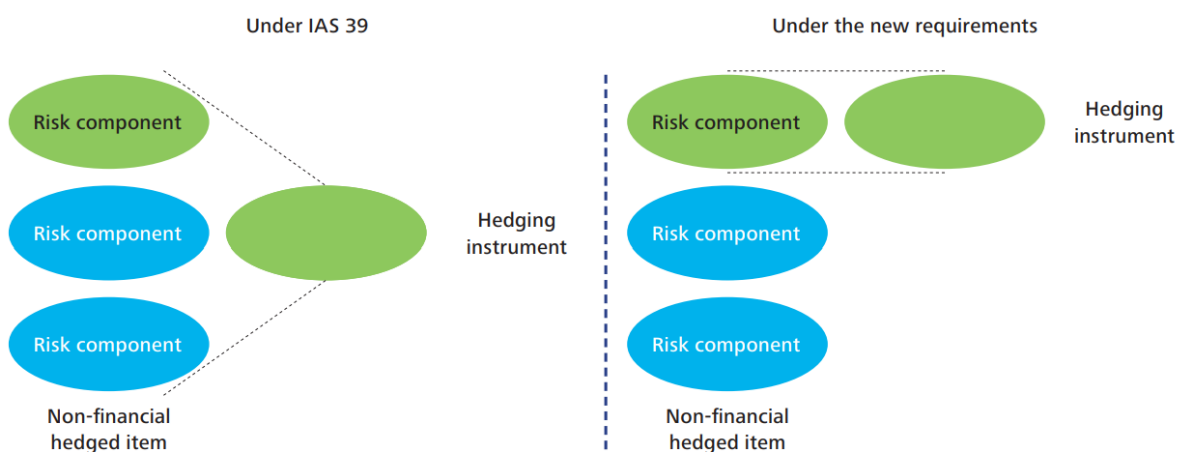 Under IAS 39
Risk component
Risk component
Risk component
Hedging
instrument
Non-financial
hedged item
Under the new requirements
Risk component
Risk component
Risk component
Hedging
instrument
Non-financial
hedged item